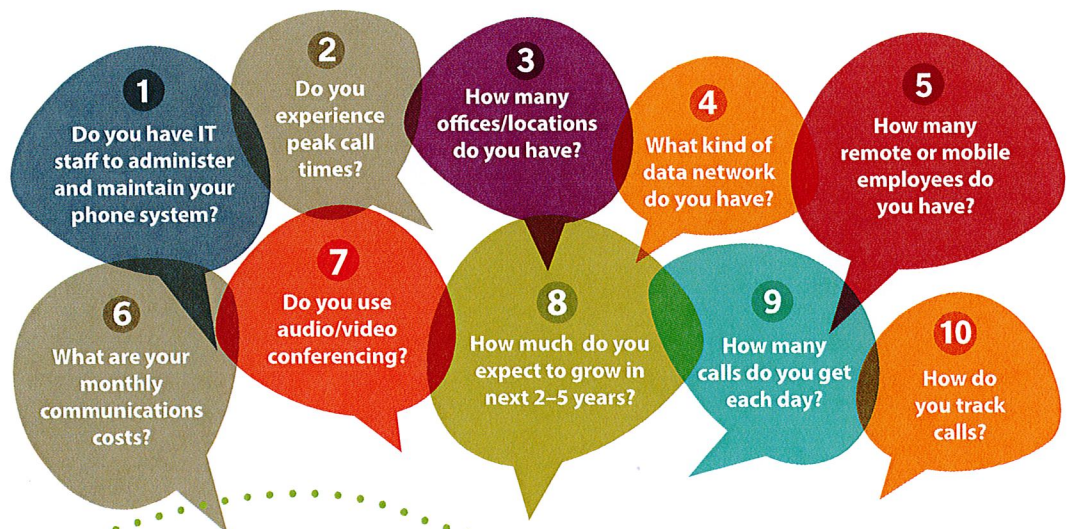 1
Do you have IT
staff to administer
and maintain your
phone system?
2
Do you
experience
peak call
times?
3
How many
offices/locations
do you have?
4
What kind of
data network
do you have?
5
How many
remote or mobile
employees do
you have?
6
What are your
monthly
communications
costs?
7
Do you use
audio/video
conferencing?
8
How much do you
expect to grow in
next 2–5 years?
9
How many
calls do you get
each day?
10
How do
you track
calls?